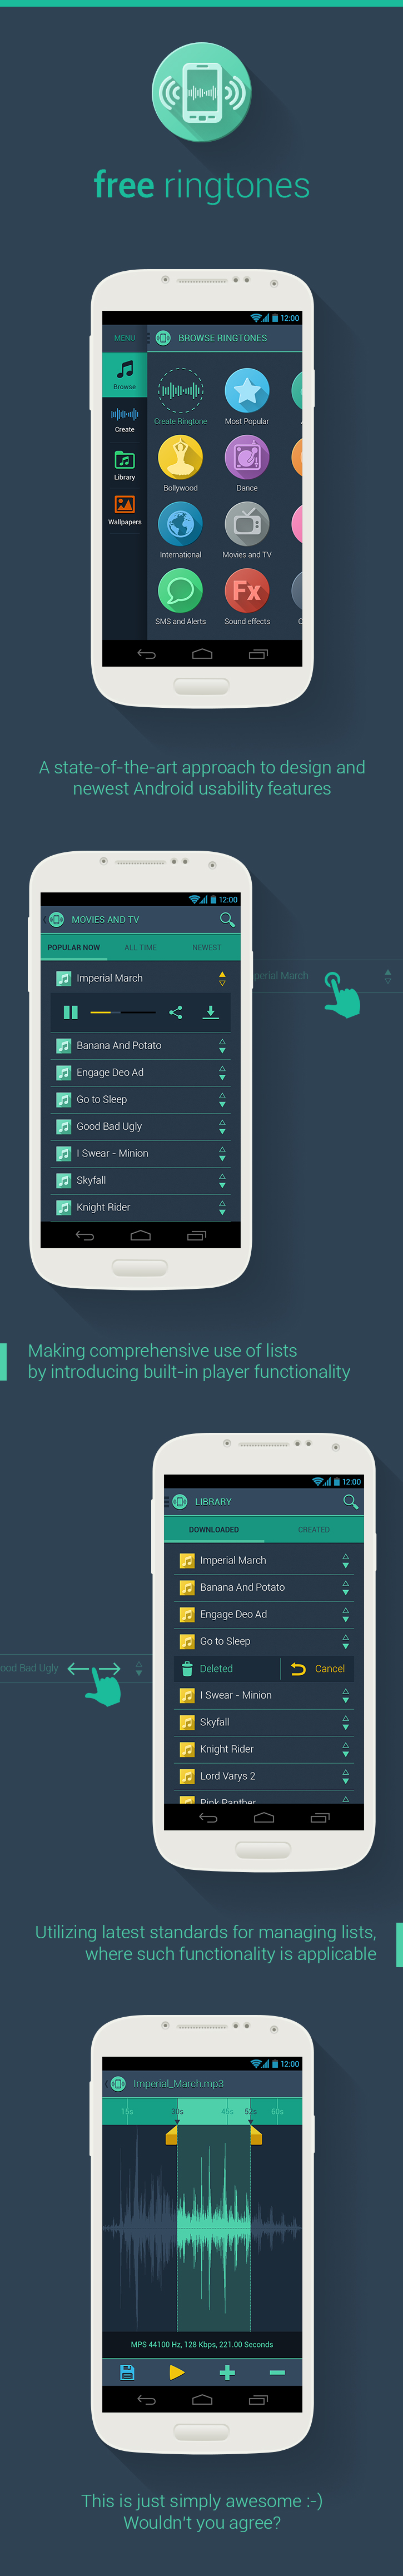 free ringtones
12:00
MENU
BROWSE RINGTONES
Browse
Create
Library
Wallpapers
Create Ringtone
Most Popular
Bollywood
Dance
International
Movies and TV
Fx
SMS and Alerts
Sound effects
A state-of-the-art approach to design and
newest Android usability features
12:00
MOVIES AND TV
POPULAR NOW
ALL TIME
NEWEST
Imperial March
perial March
Banana And Potato
Engage Deo Ad
Go to Sleep
Good Bad Ugly
I Swear - Minion
Skyfall
Knight Rider
Making comprehensive use of lists
by introducing built-in player functionality
12:00
LIBRARY
DOWNLOADED
CREATED
Imperial March
Banana And Potato
Engage Deo Ad
Go to Sleep
ood Bad Ugly
Deleted
Cancel
I Swear - Minion
Skyfall
Knight Rider
Lord Varys 2
Pink Panther
Utilizing latest standards for managing lists,
where such functionality is applicable
12:00
Imperial_March.mp3
15s 30s 45s 52s 60s
MPS 44100 Hz, 128 Kbps, 221.00 Seconds
This is just simply awesome :-)
Wouldn't you agree?